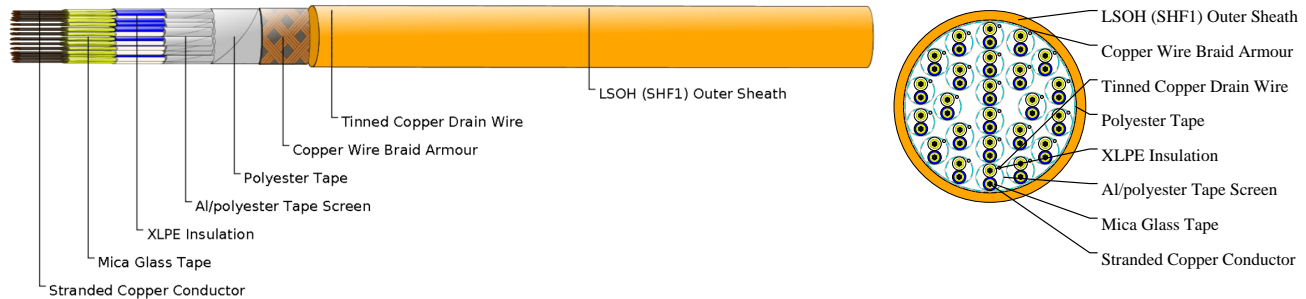 LSOH (SHF1) Outer Sheath
Tinned Copper Drain Wire
Copper Wire Braid Armour
Polyester Tape
Al/polyester Tape Screen
XLPE Insulation
Mica Glass Tape
Stranded Copper Conductor
LSOH (SHF1) Outer Sheath
Copper Wire Braid Armour
Tinned Copper Drain Wire
Polyester Tape
XLPE Insulation
Al/polyester Tape Screen
Mica Glass Tape
Stranded Copper Conductor